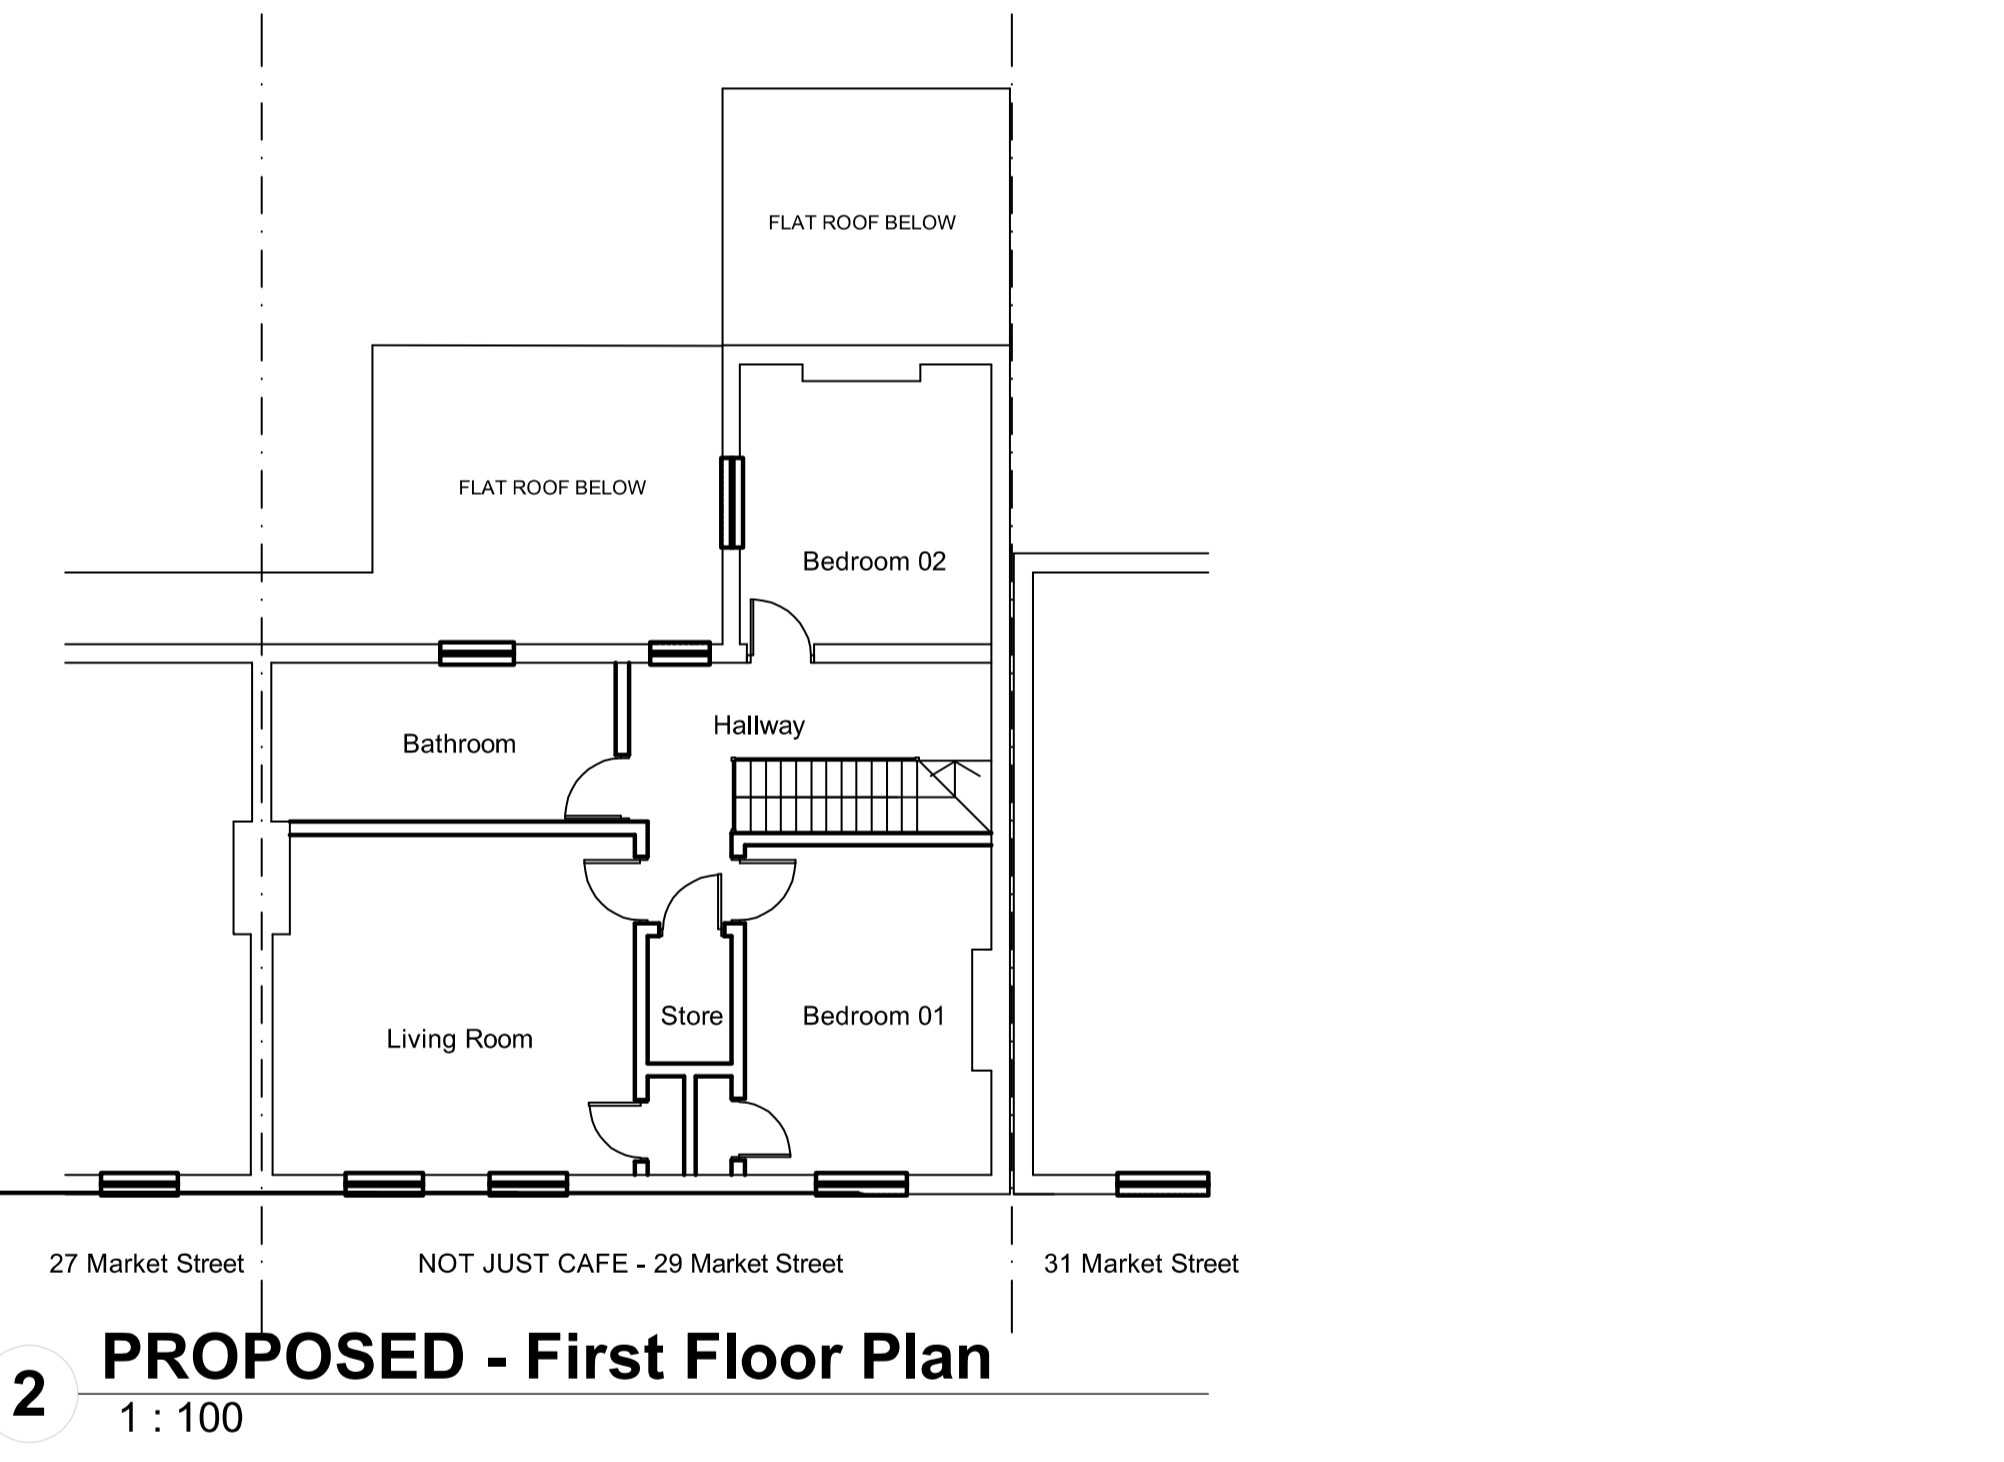 FLAT ROOF BELOW
FLAT ROOF BELOW
Bedroom 02
Hallway
Bathroom
Store
Bedroom 01
Living Room
27 Market Street
NOT JUST CAFE - 29 Market Street
31 Market Street
PROPOSED - First Floor Plan
2
1 : 100